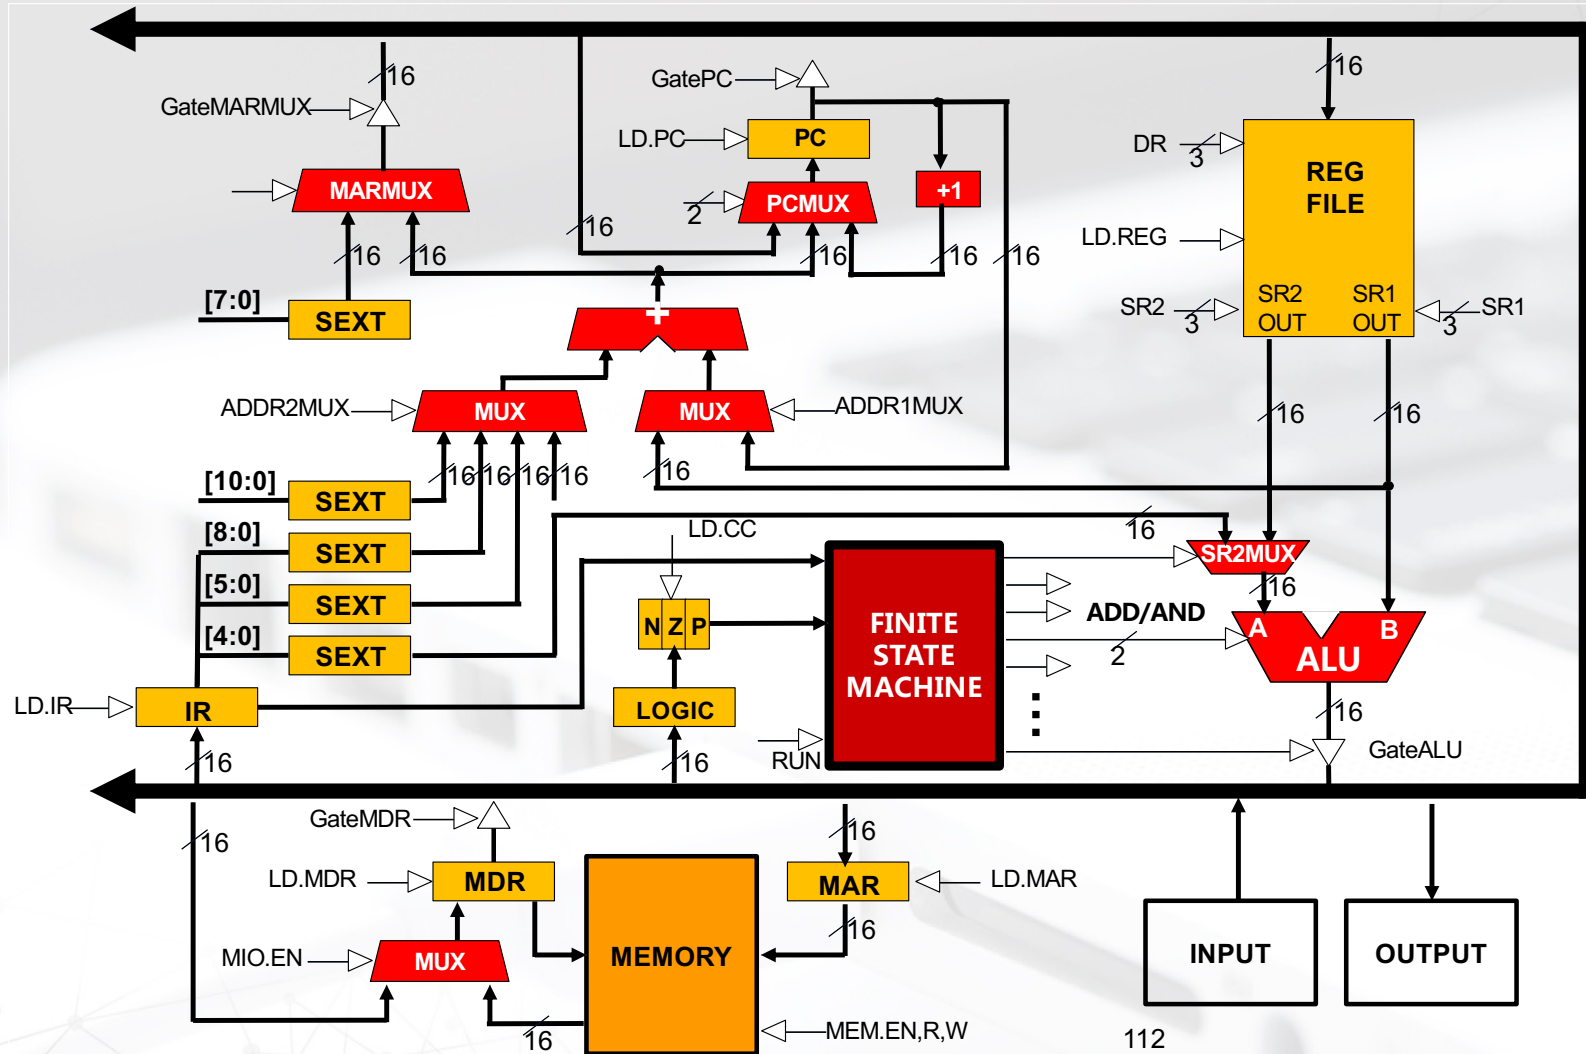 16
GatePC
16
GateMARMUX
LD.PC
PC
DR
3
REG
FILE
MARMUX
PCMUX
+1
2
16
LD.REG
16
16
16
16
16
[7:0]
SEXT
+
SR2
OUT
SR1
OUT
SR2
3
3
SR1
ADDR2MUX
MUX
MUX
ADDR1MUX
16
16
16
16
16
16
16
[10:0]
SEXT
16
LD.CC
[8:0]
SEXT
SR2MUX
16
[5:0]
SEXT
N Z P
FINITE
STATE
MACHINE
ADD/AND
2
A
B
ALU
[4:0]
SEXT
LD.IR
IR
LOGIC
16
16
16
RUN
GateALU
GateMDR
16
16
LD.MDR
MDR
MAR
LD.MAR
16
MIO.EN
MUX
MEMORY
INPUT
OUTPUT
16
MEM.EN,R,W
112